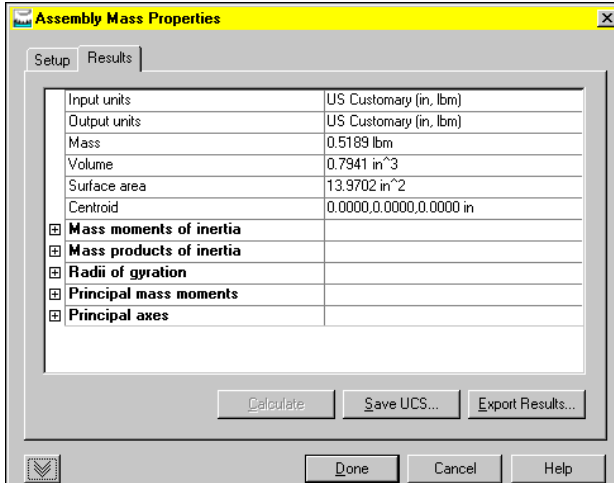 Assembly Mass Properties
Setup Results
Input units US Customary (in, lbm)
Output units US Customary (in, lbm)
Mass 0.5189 lbm
Volume 0.7941 in^3
Surface area 13.9702 in^2
Centroid 0.0000,0.0000,0.0000 in
Mass moments of inertia
Mass products of inertia
Radii of gyration
Principal mass moments
Principal axes
Calculate Save UCS... Export Results...
Done Cancel Help